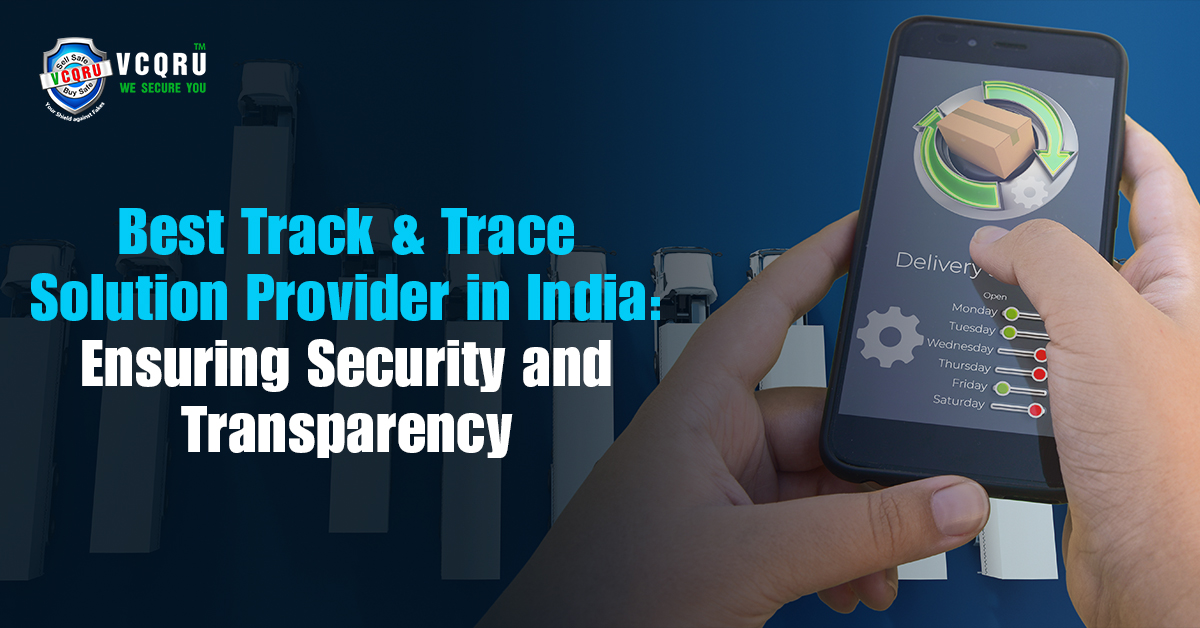 Sell Safe
VCQRU
Buy Safe
Your Shield against Fakes
VCQRU
TM
WE SECURE YOU
Best Track & Trace
Solution Provider in India:
Ensuring Security and
Transparency
Delivery
Open
Monday
Tuesday
Wednesday
Thursday
Friday
Saturday